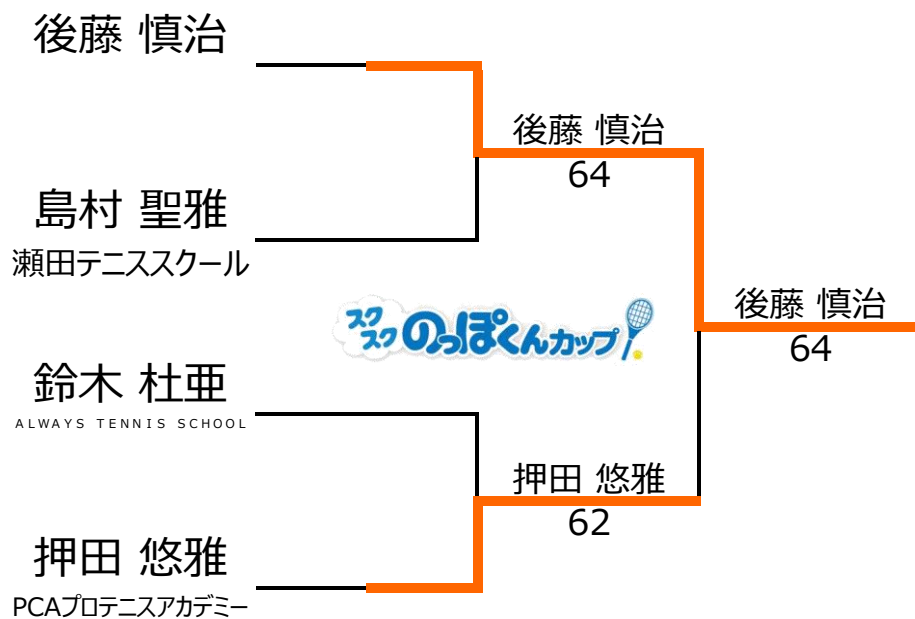 後藤 慎治
後藤 慎治
64
島村 聖雅
瀬田テニススクール
スクスク のっぽくんカップ
後藤 慎治
64
鈴木 杜亜
ALWAYS TENNIS SCHOOL
押田 悠雅
62
押田 悠雅
PCAプロテニスアカデミー